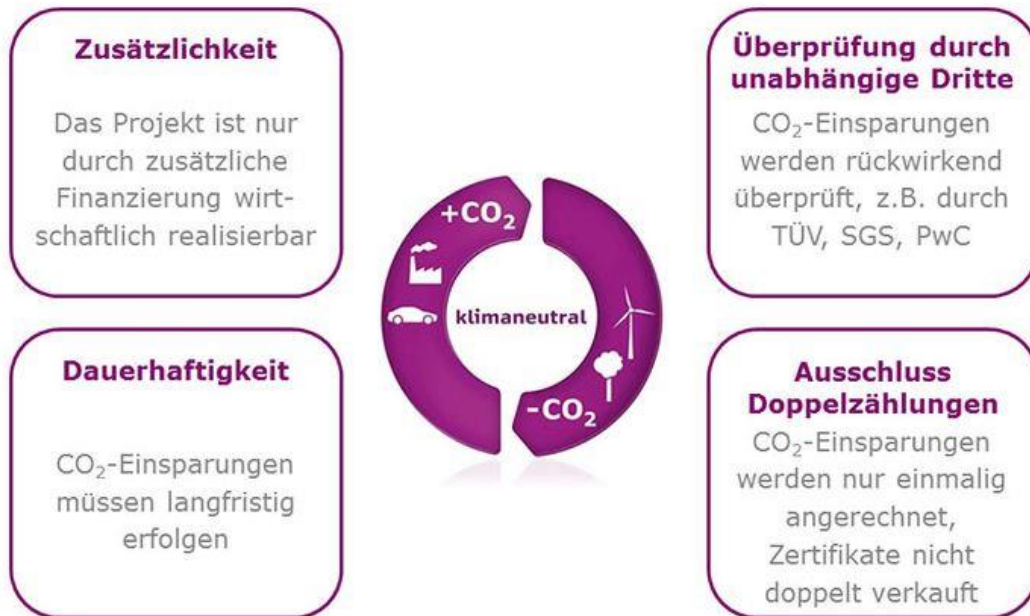 Zusätzlichkeit
Das Projekt ist nur
durch zusätzliche
Finanzierung wirt-
schaftlich realisierbar
Überprüfung durch
unabhängige Dritte
CO₂-Einsparungen
werden rückwirkend
überprüft, z.B. durch
TÜV, SGS, PwC
+CO₂
klimaneutral
-CO₂
Dauerhaftigkeit
CO₂-Einsparungen
müssen langfristig
erfolgen
Ausschluss
Doppelzählungen
CO₂-Einsparungen
werden nur einmalig
angerechnet,
Zertifikate nicht
doppelt verkauft